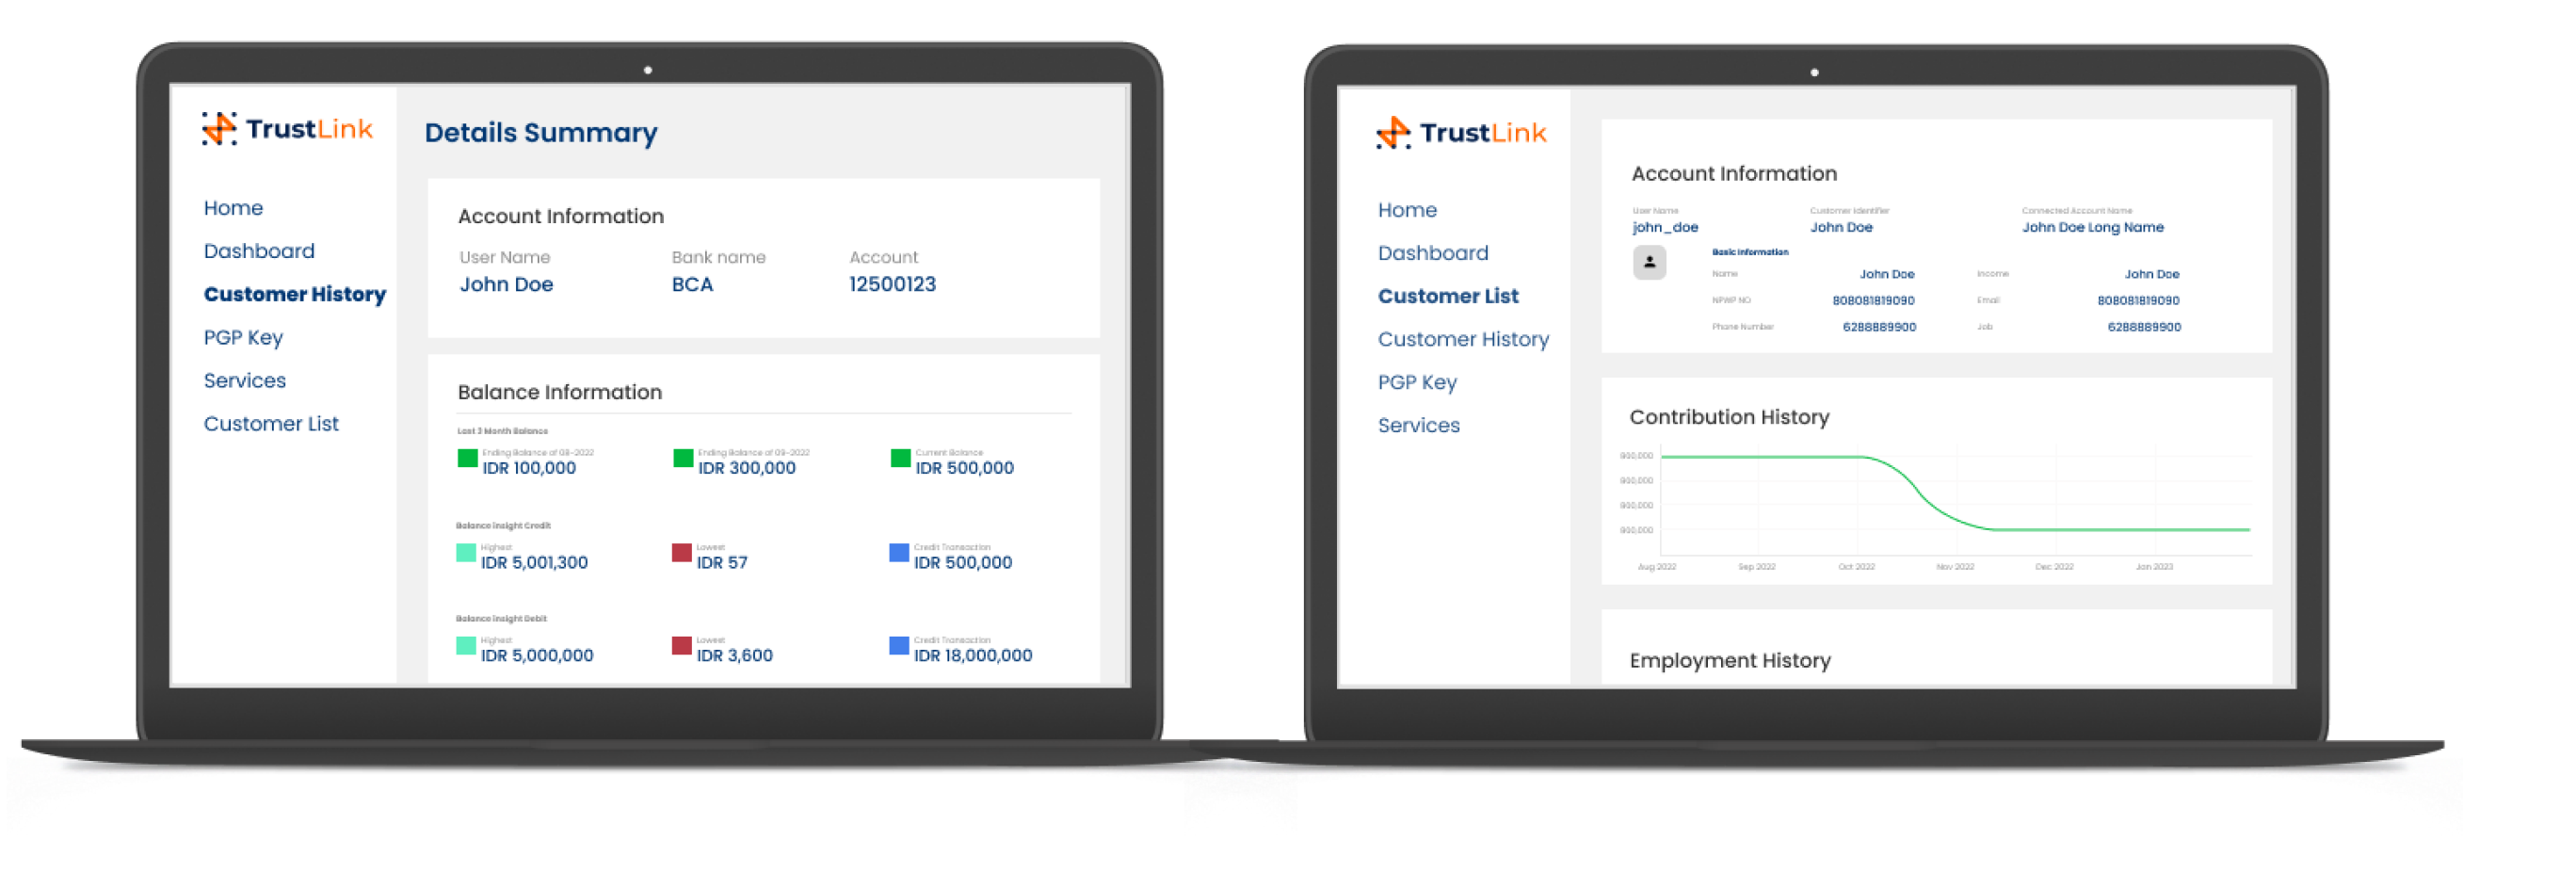 TrustLink
Home
Dashboard
Customer History
PGP Key
Services
Customer List
Details Summary
Account Information
User Name Bank name Account
John Doe BCA 12500123
Balance Information
Last 3 Month Balance
Ending Balance of 08-2022 Ending Balance of 09-2022 Current Balance
IDR 100,000 IDR 300,000 IDR 500,000
Balance Insight Credit
Highest Lowest Credit Transaction
IDR 5,001,300 IDR 57 IDR 500,000
Balance Insight Debit
Highest Lowest Credit Transaction
IDR 5,000,000 IDR 3,600 IDR 18,000,000
TrustLink
Home
Dashboard
Customer List
Customer History
PGP Key
Services
Account Information
User Name Customer Identifier Connected Account Name
john_doe John Doe John Doe Long Name
Basic Information
Name John Doe Income John Doe
NPWP NO 808081819090 Email 808081819090
Phone Number 6288889900 Job 6288889900
Contribution History
900,000
900,000
900,000
900,000
Aug 2022 Sep 2022 Oct 2022 Nov 2022 Dec 2022 Jan 2023
Employment History